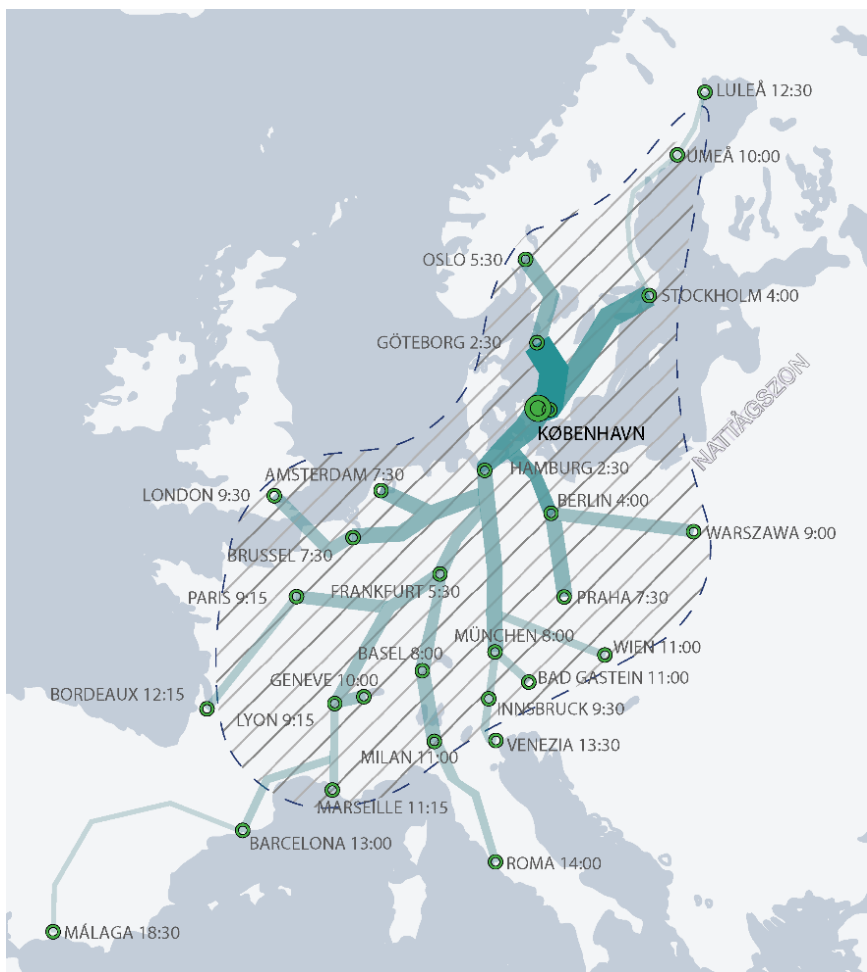 LULEÅ 12:30
UMEÅ 10:00
OSLO 5:30
STOCKHOLM 4:00
GÖTEBORG 2:30
NATTÅGSZON
KØBENHAVN
HAMBURG 2:30
AMSTERDAM 7:30
LONDON 9:30
BERLIN 4:00
WARSZAWA 9:00
BRUSSEL 7:30
FRANKFURT 5:30
PARIS 9:15
PRAHA 7:30
MÜNCHEN 8:00
WIEN 11:00
BASEL 8:00
BAD GASTEIN 11:00
GENEVE 10:00
BORDEAUX 12:15
INNSBRUCK 9:30
LYON 9:15
VENEZIA 13:30
MILAN 11:00
MARSEILLE 11:15
BARCELONA 13:00
ROMA 14:00
MÁLAGA 18:30